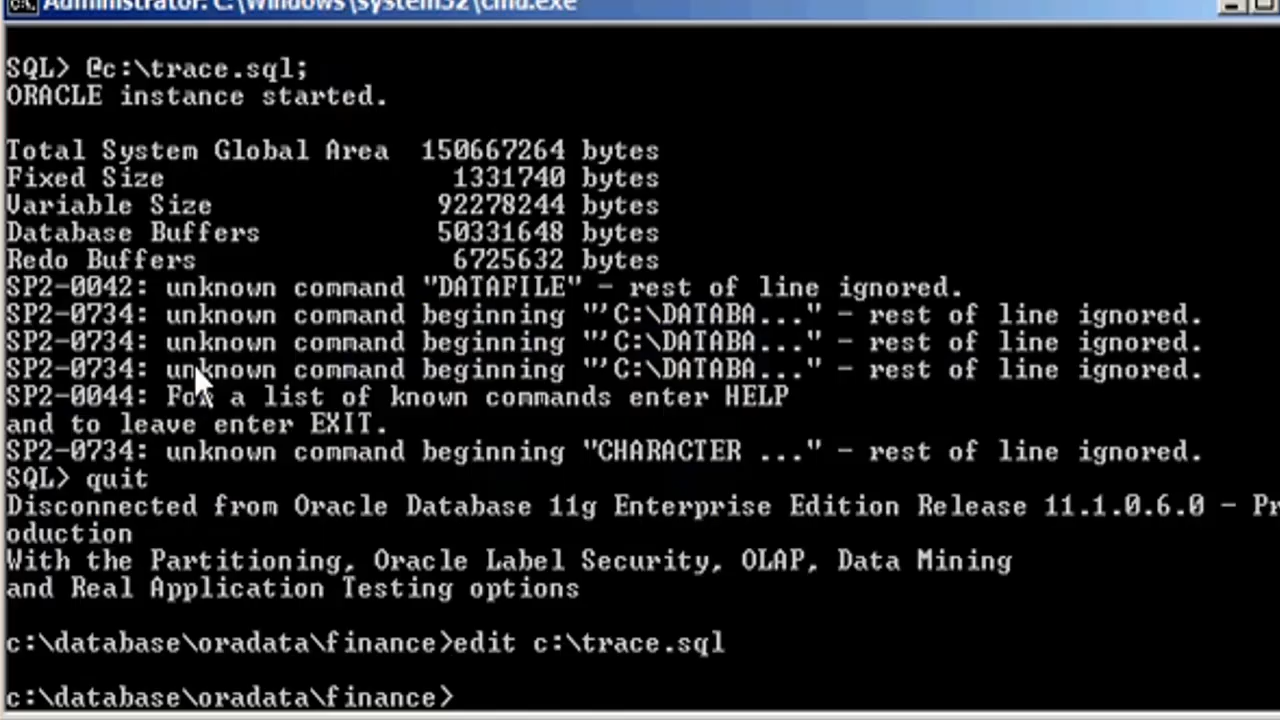 Administrator: C:\Windows\system32\cmd.exe
SQL> @c:\trace.sql;
ORACLE instance started.
Total System Global Area  150667264 bytes
Fixed Size                  1331740 bytes
Variable Size              92278244 bytes
Database Buffers           50331648 bytes
Redo Buffers                6725632 bytes
SP2-0042: unknown command "DATAFILE" - rest of line ignored.
SP2-0734: unknown command beginning "'C:\DATABA..." - rest of line ignored.
SP2-0734: unknown command beginning "'C:\DATABA..." - rest of line ignored.
SP2-0734: unknown command beginning "'C:\DATABA..." - rest of line ignored.
SP2-0044: For a list of known commands enter HELP
and to leave enter EXIT.
SP2-0734: unknown command beginning "CHARACTER ..." - rest of line ignored.
SQL> quit
Disconnected from Oracle Database 11g Enterprise Edition Release 11.1.0.6.0 - Pr
oduction
With the Partitioning, Oracle Label Security, OLAP, Data Mining
and Real Application Testing options
c:\database\oradata\finance>edit c:\trace.sql
c:\database\oradata\finance>